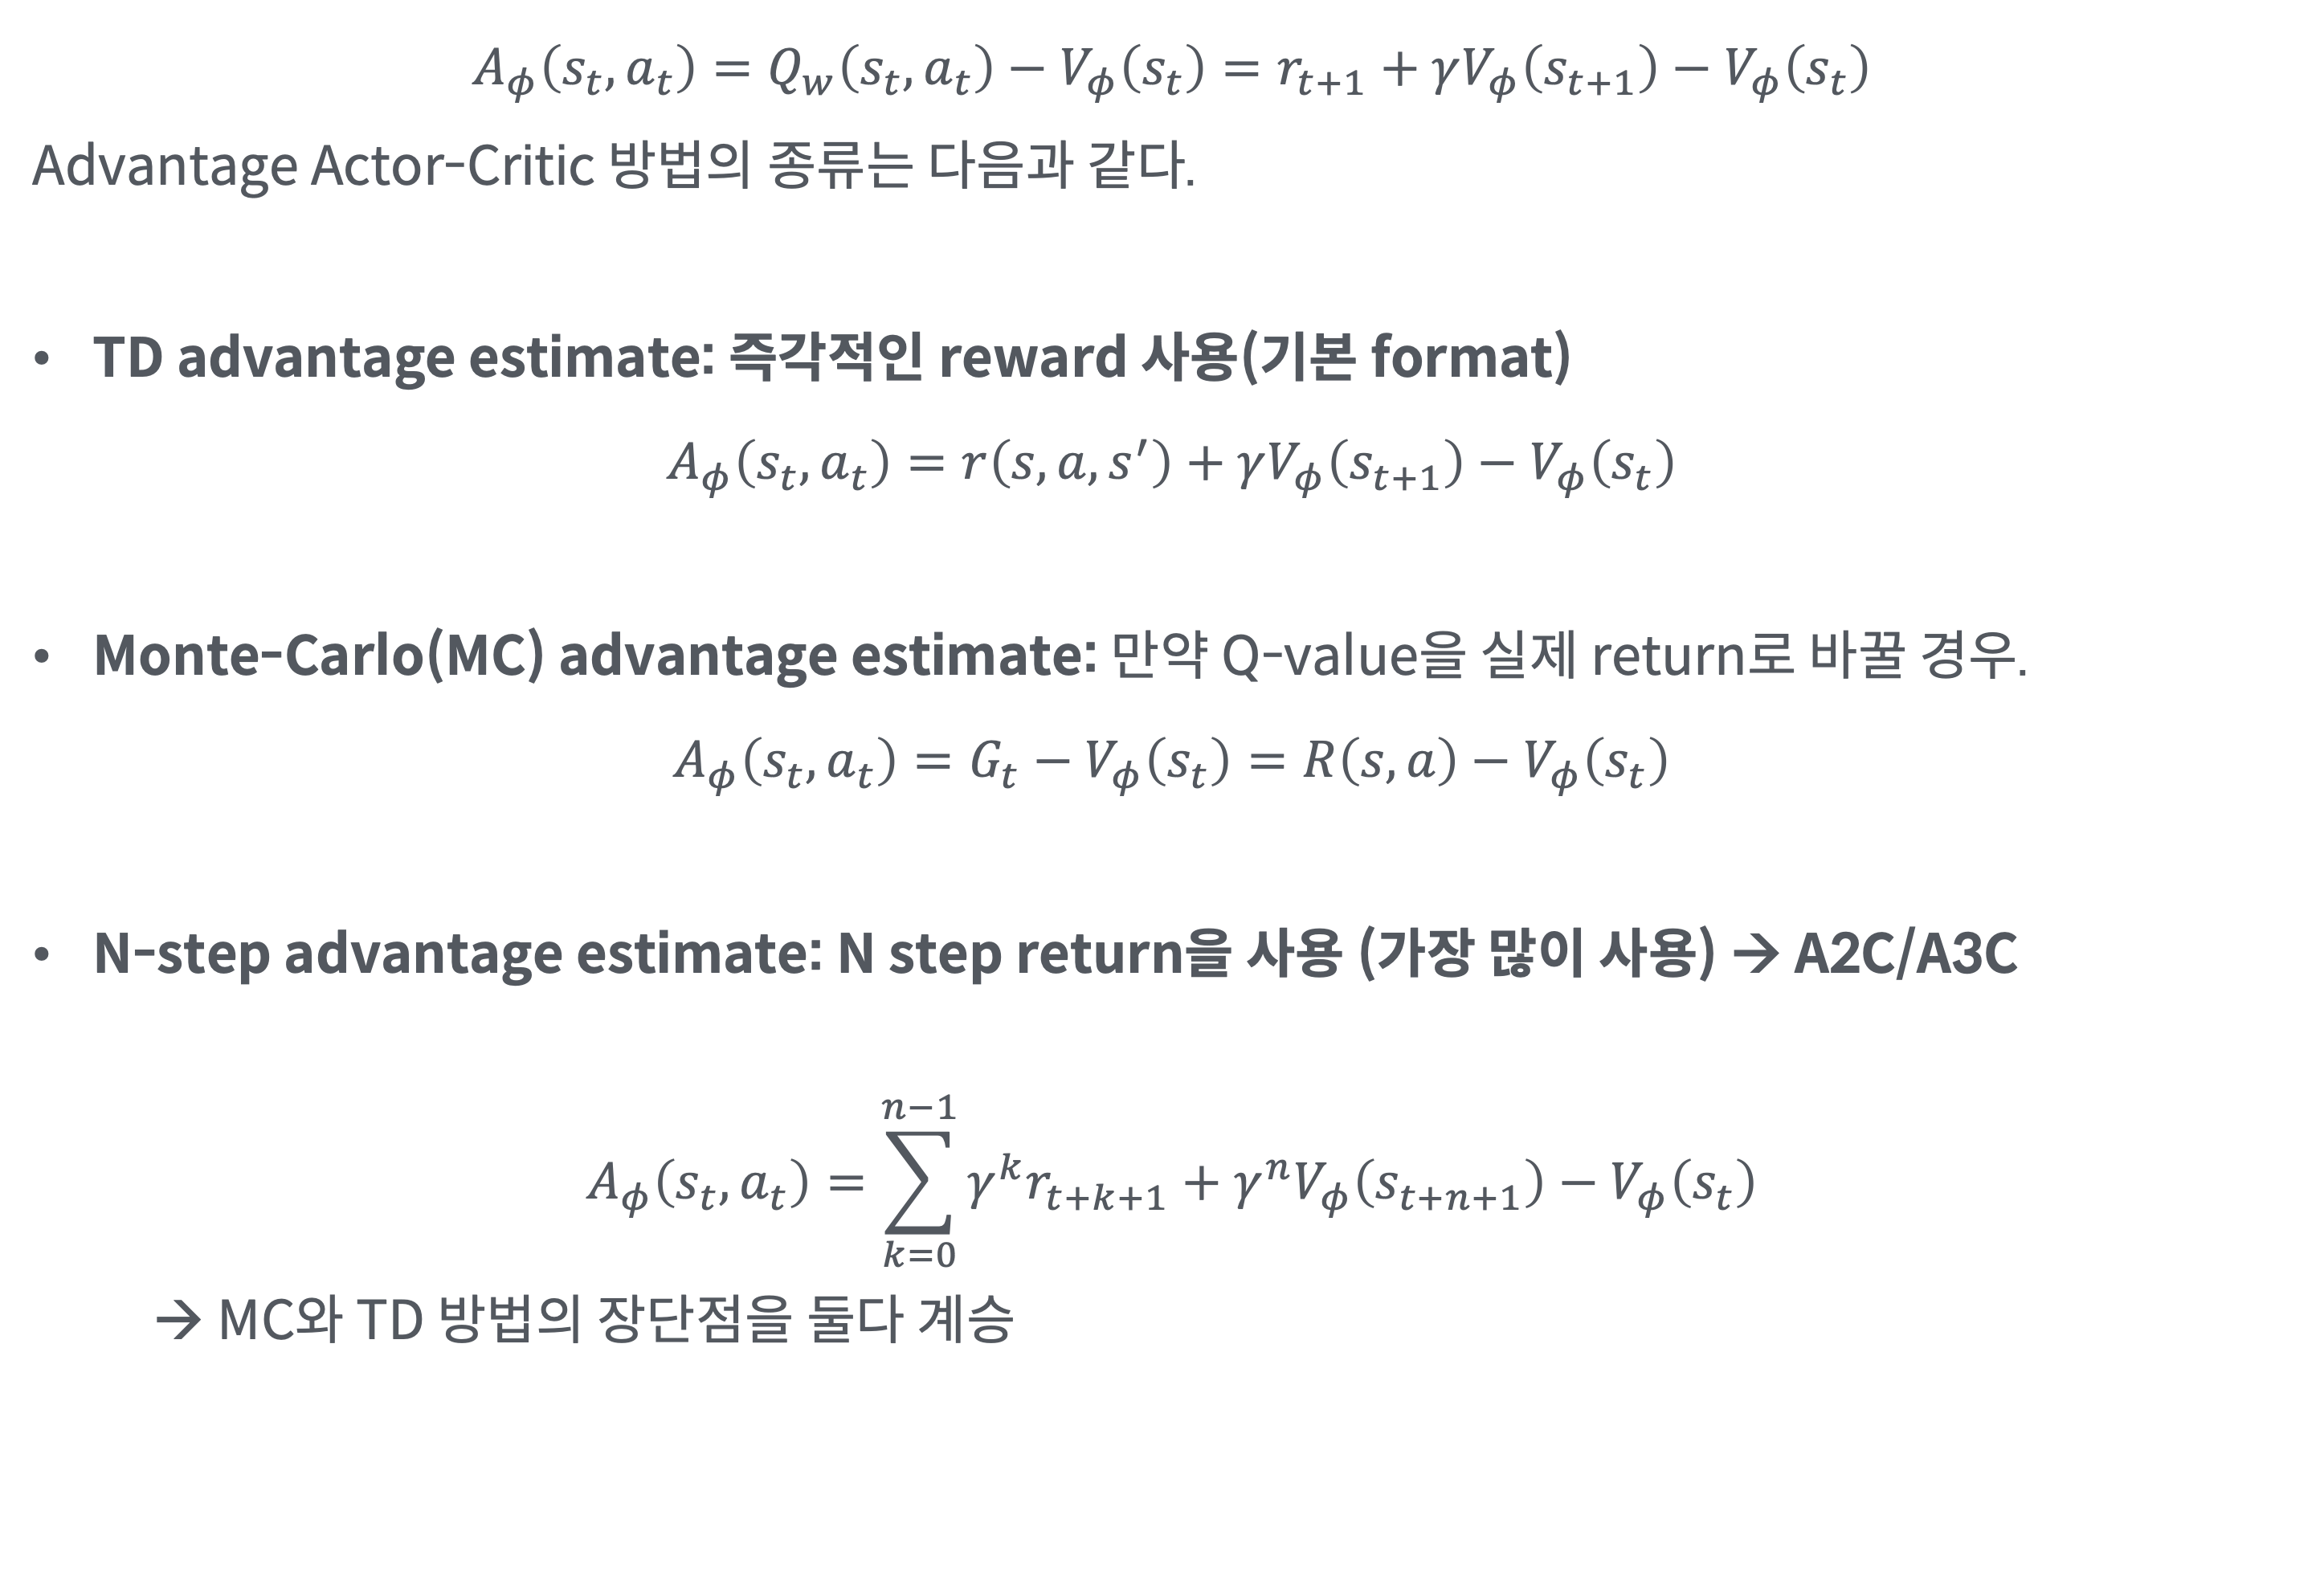 A_ϕ(s_t, a_t) = Q_w(s_t, a_t) − V_ϕ(s_t) = r_{t+1} + γV_ϕ(s_{t+1}) − V_ϕ(s_t)
Advantage Actor-Critic 방법의 종류는 다음과 같다.
• TD advantage estimate: 즉각적인 reward 사용(기본 format)
A_ϕ(s_t, a_t) = r(s, a, s′) + γV_ϕ(s_{t+1}) − V_ϕ(s_t)
• Monte-Carlo(MC) advantage estimate: 만약 Q-value을 실제 return로 바꿀 경우.
A_ϕ(s_t, a_t) = G_t − V_ϕ(s_t) = R(s, a) − V_ϕ(s_t)
• N-step advantage estimate: N step return을 사용 (가장 많이 사용) → A2C/A3C
A_ϕ(s_t, a_t) = ∑_{k=0}^{n−1} γ^k r_{t+k+1} + γ^n V_ϕ(s_{t+n+1}) − V_ϕ(s_t)
→ MC와 TD 방법의 장단점을 둘다 계승